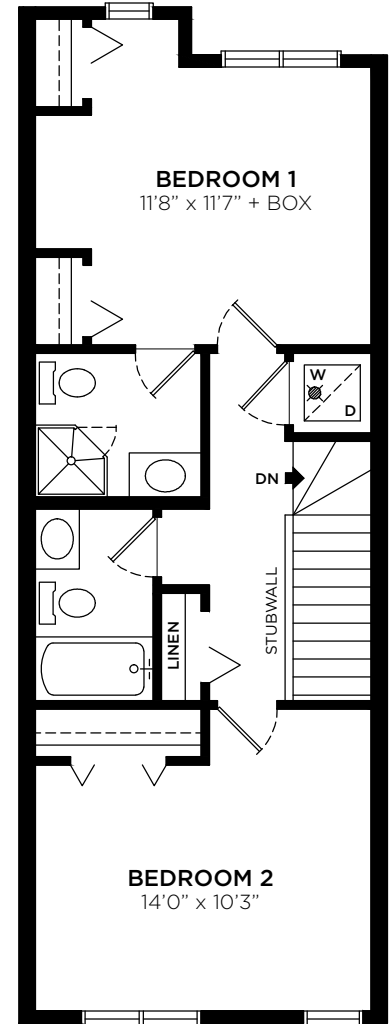 BEDROOM 1
11'8” x 11'7” + BOX
W
D
DN
STUBWALL
LINEN
BEDROOM 2
14'0” x 10'3”